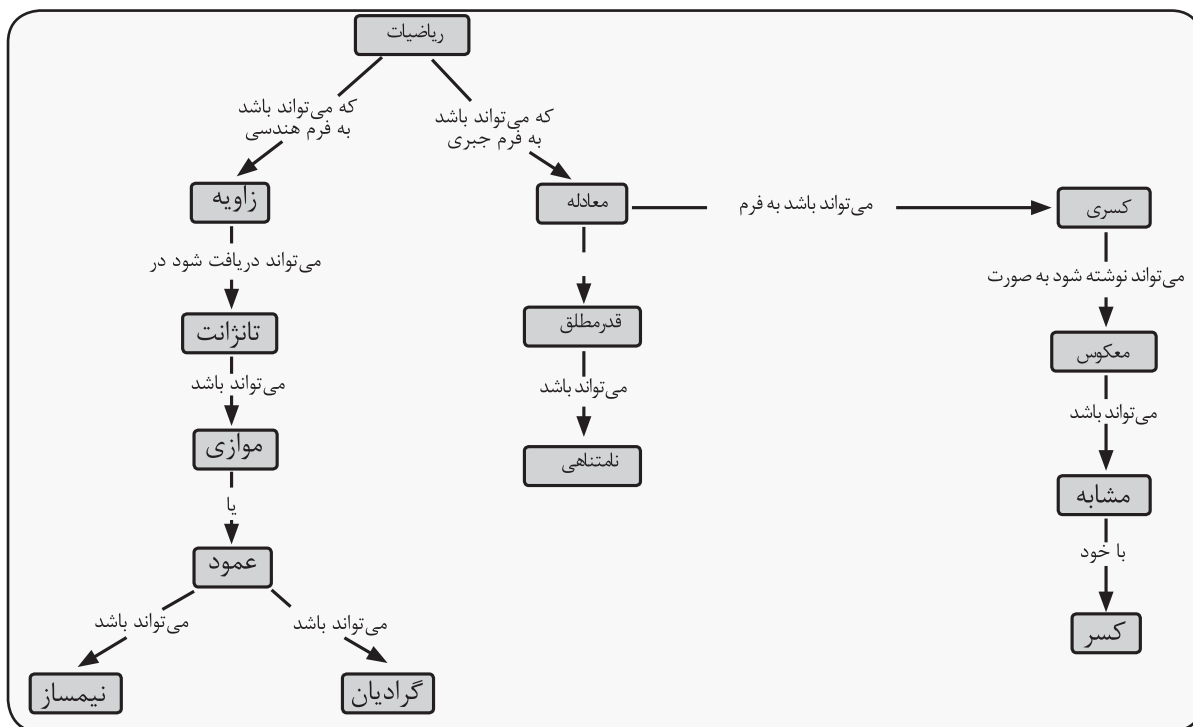 ریاضیات
که می‌تواند باشد
به فرم جبری
که می‌تواند باشد
به فرم هندسی
کسری
می‌تواند باشد به فرم
معادله
زاویه
می‌تواند نوشته شود به صورت
می‌تواند دریافت شود در
معکوس
قدرمطلق
تانژانت
می‌تواند باشد
می‌تواند باشد
می‌تواند باشد
مشابه
نامتناهی
موازی
با خود
یا
کسر
عمود
می‌تواند باشد
می‌تواند باشد
گرادیان
نیمساز